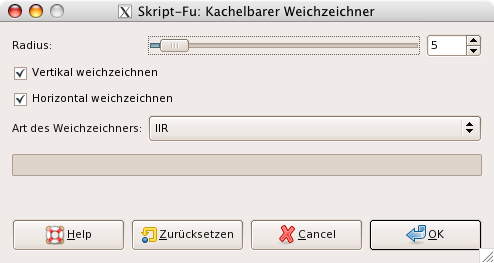 Skript-Fu: Kachelbarer Weichzeichner
Radius: 5
Vertikal weichzeichnen
Horizontal weichzeichnen
Art des Weichzeichners: IIR
Help Zurücksetzen Cancel OK